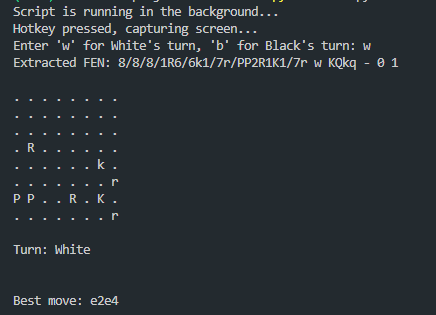 Script is running in the background...
Hotkey pressed, capturing screen...
Enter 'w' for White's turn, 'b' for Black's turn: w
Extracted FEN: 8/8/8/1R6/6k1/7r/PP2R1K1/7r w KQkq - 0 1
. . . . . . . .
. . . . . . . .
. . . . . . . .
. R . . . . . .
. . . . . . k .
. . . . . . . r
P P . . R . K .
. . . . . . . r
Turn: White
Best move: e2e4